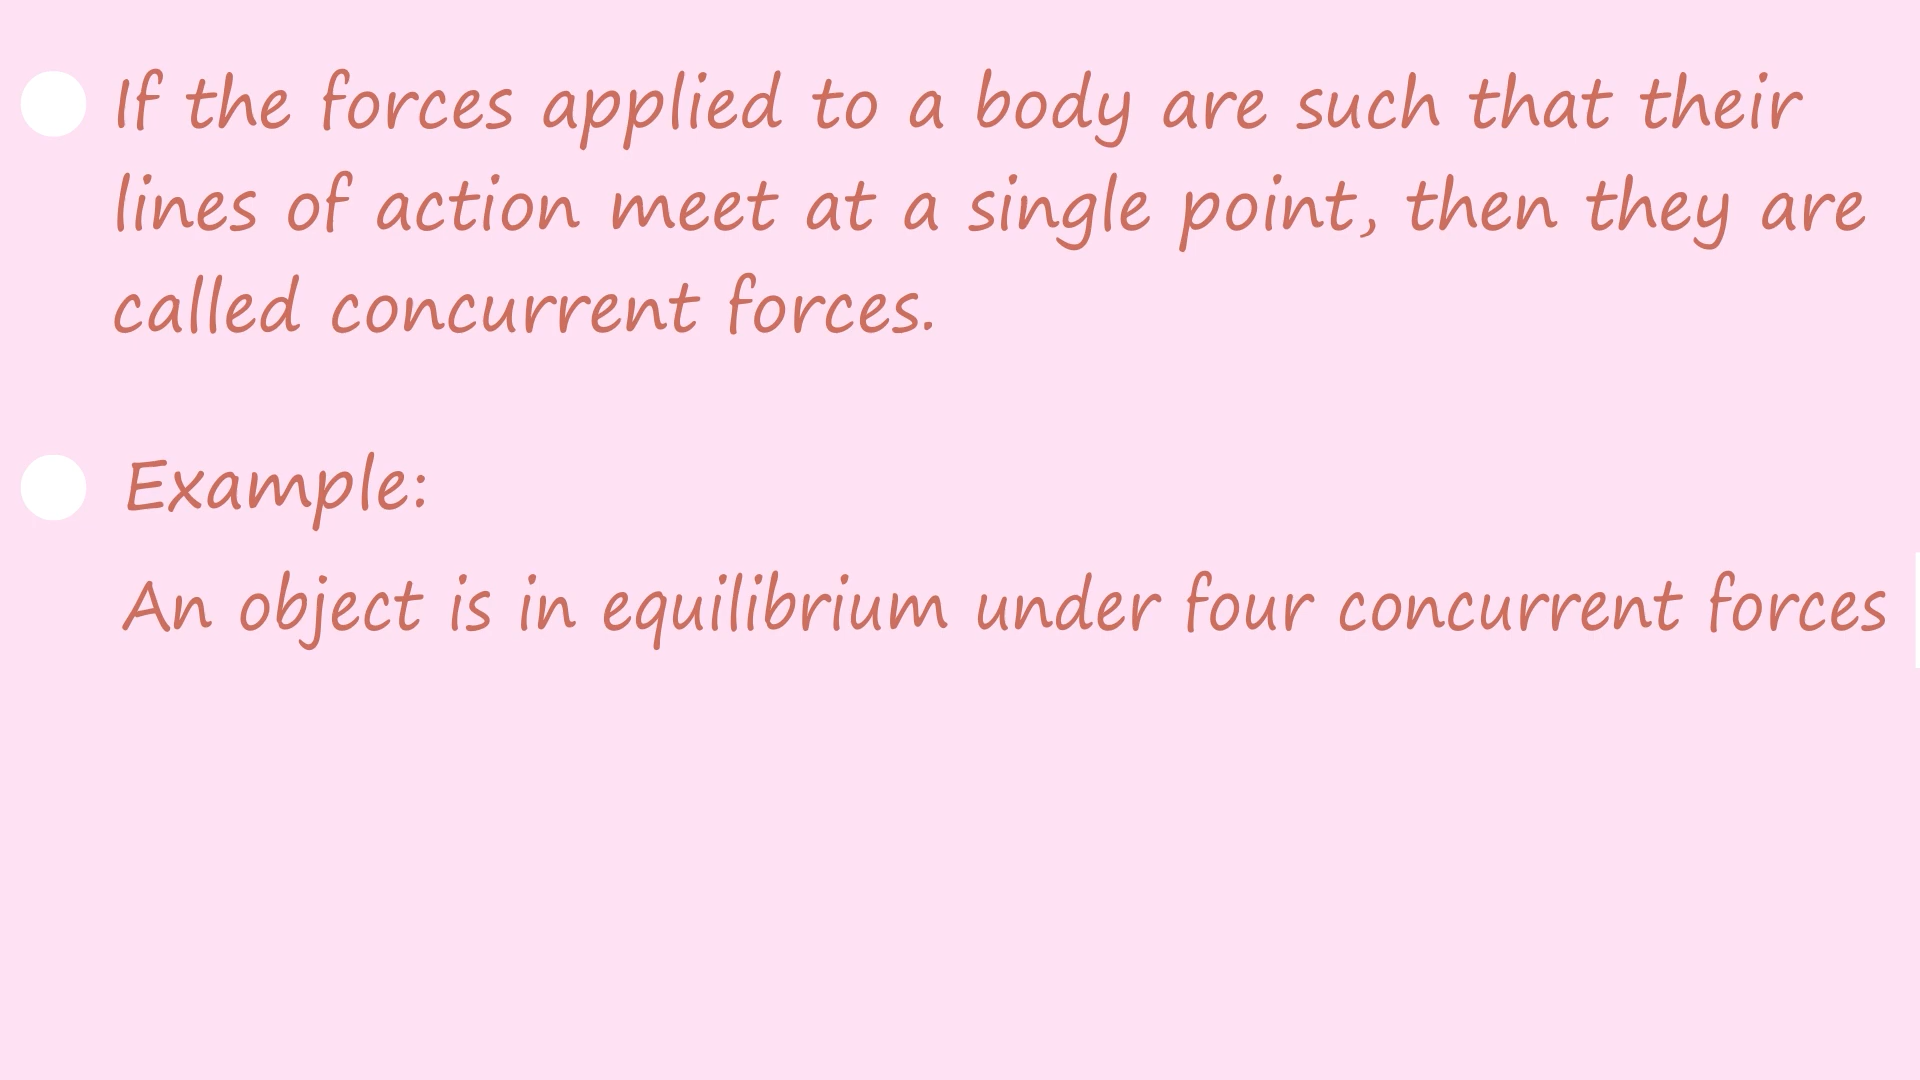 If the forces applied to a body are such that their
lines of action meet at a single point, then they are
called concurrent forces.
Example:
An object is in equilibrium under four concurrent forces